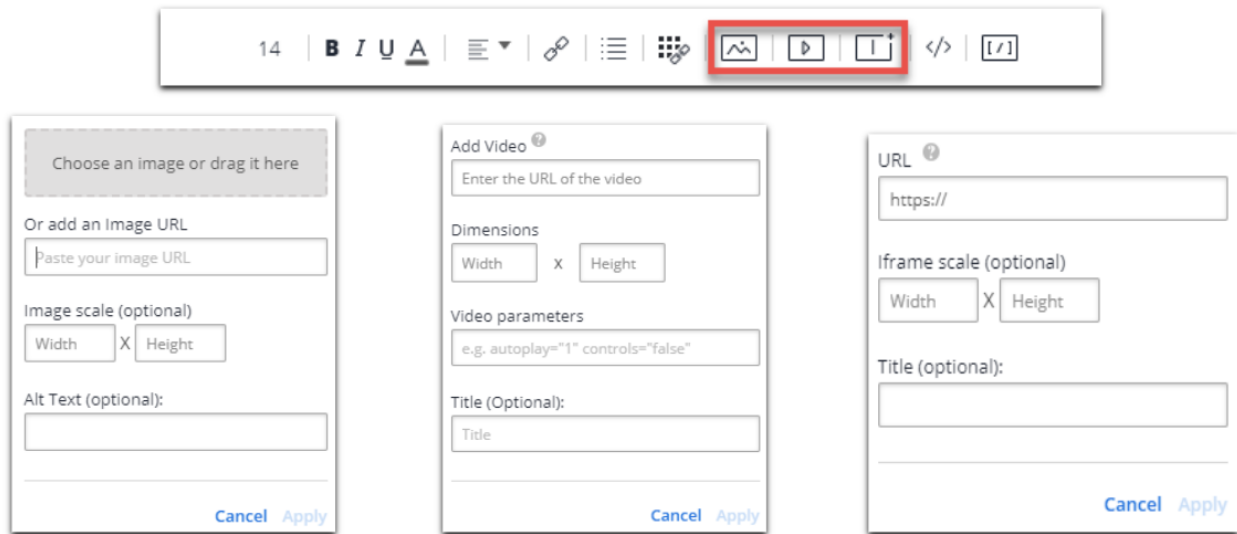 14 B I U A </> [/]
Choose an image or drag it here
Or add an Image URL
Paste your image URL
Image scale (optional)
Width X Height
Alt Text (optional):
Cancel Apply
Add Video ?
Enter the URL of the video
Dimensions
Width x Height
Video parameters
e.g. autoplay="1" controls="false"
Title (Optional):
Title
Cancel Apply
URL ?
https://
Iframe scale (optional)
Width X Height
Title (optional):
Cancel Apply